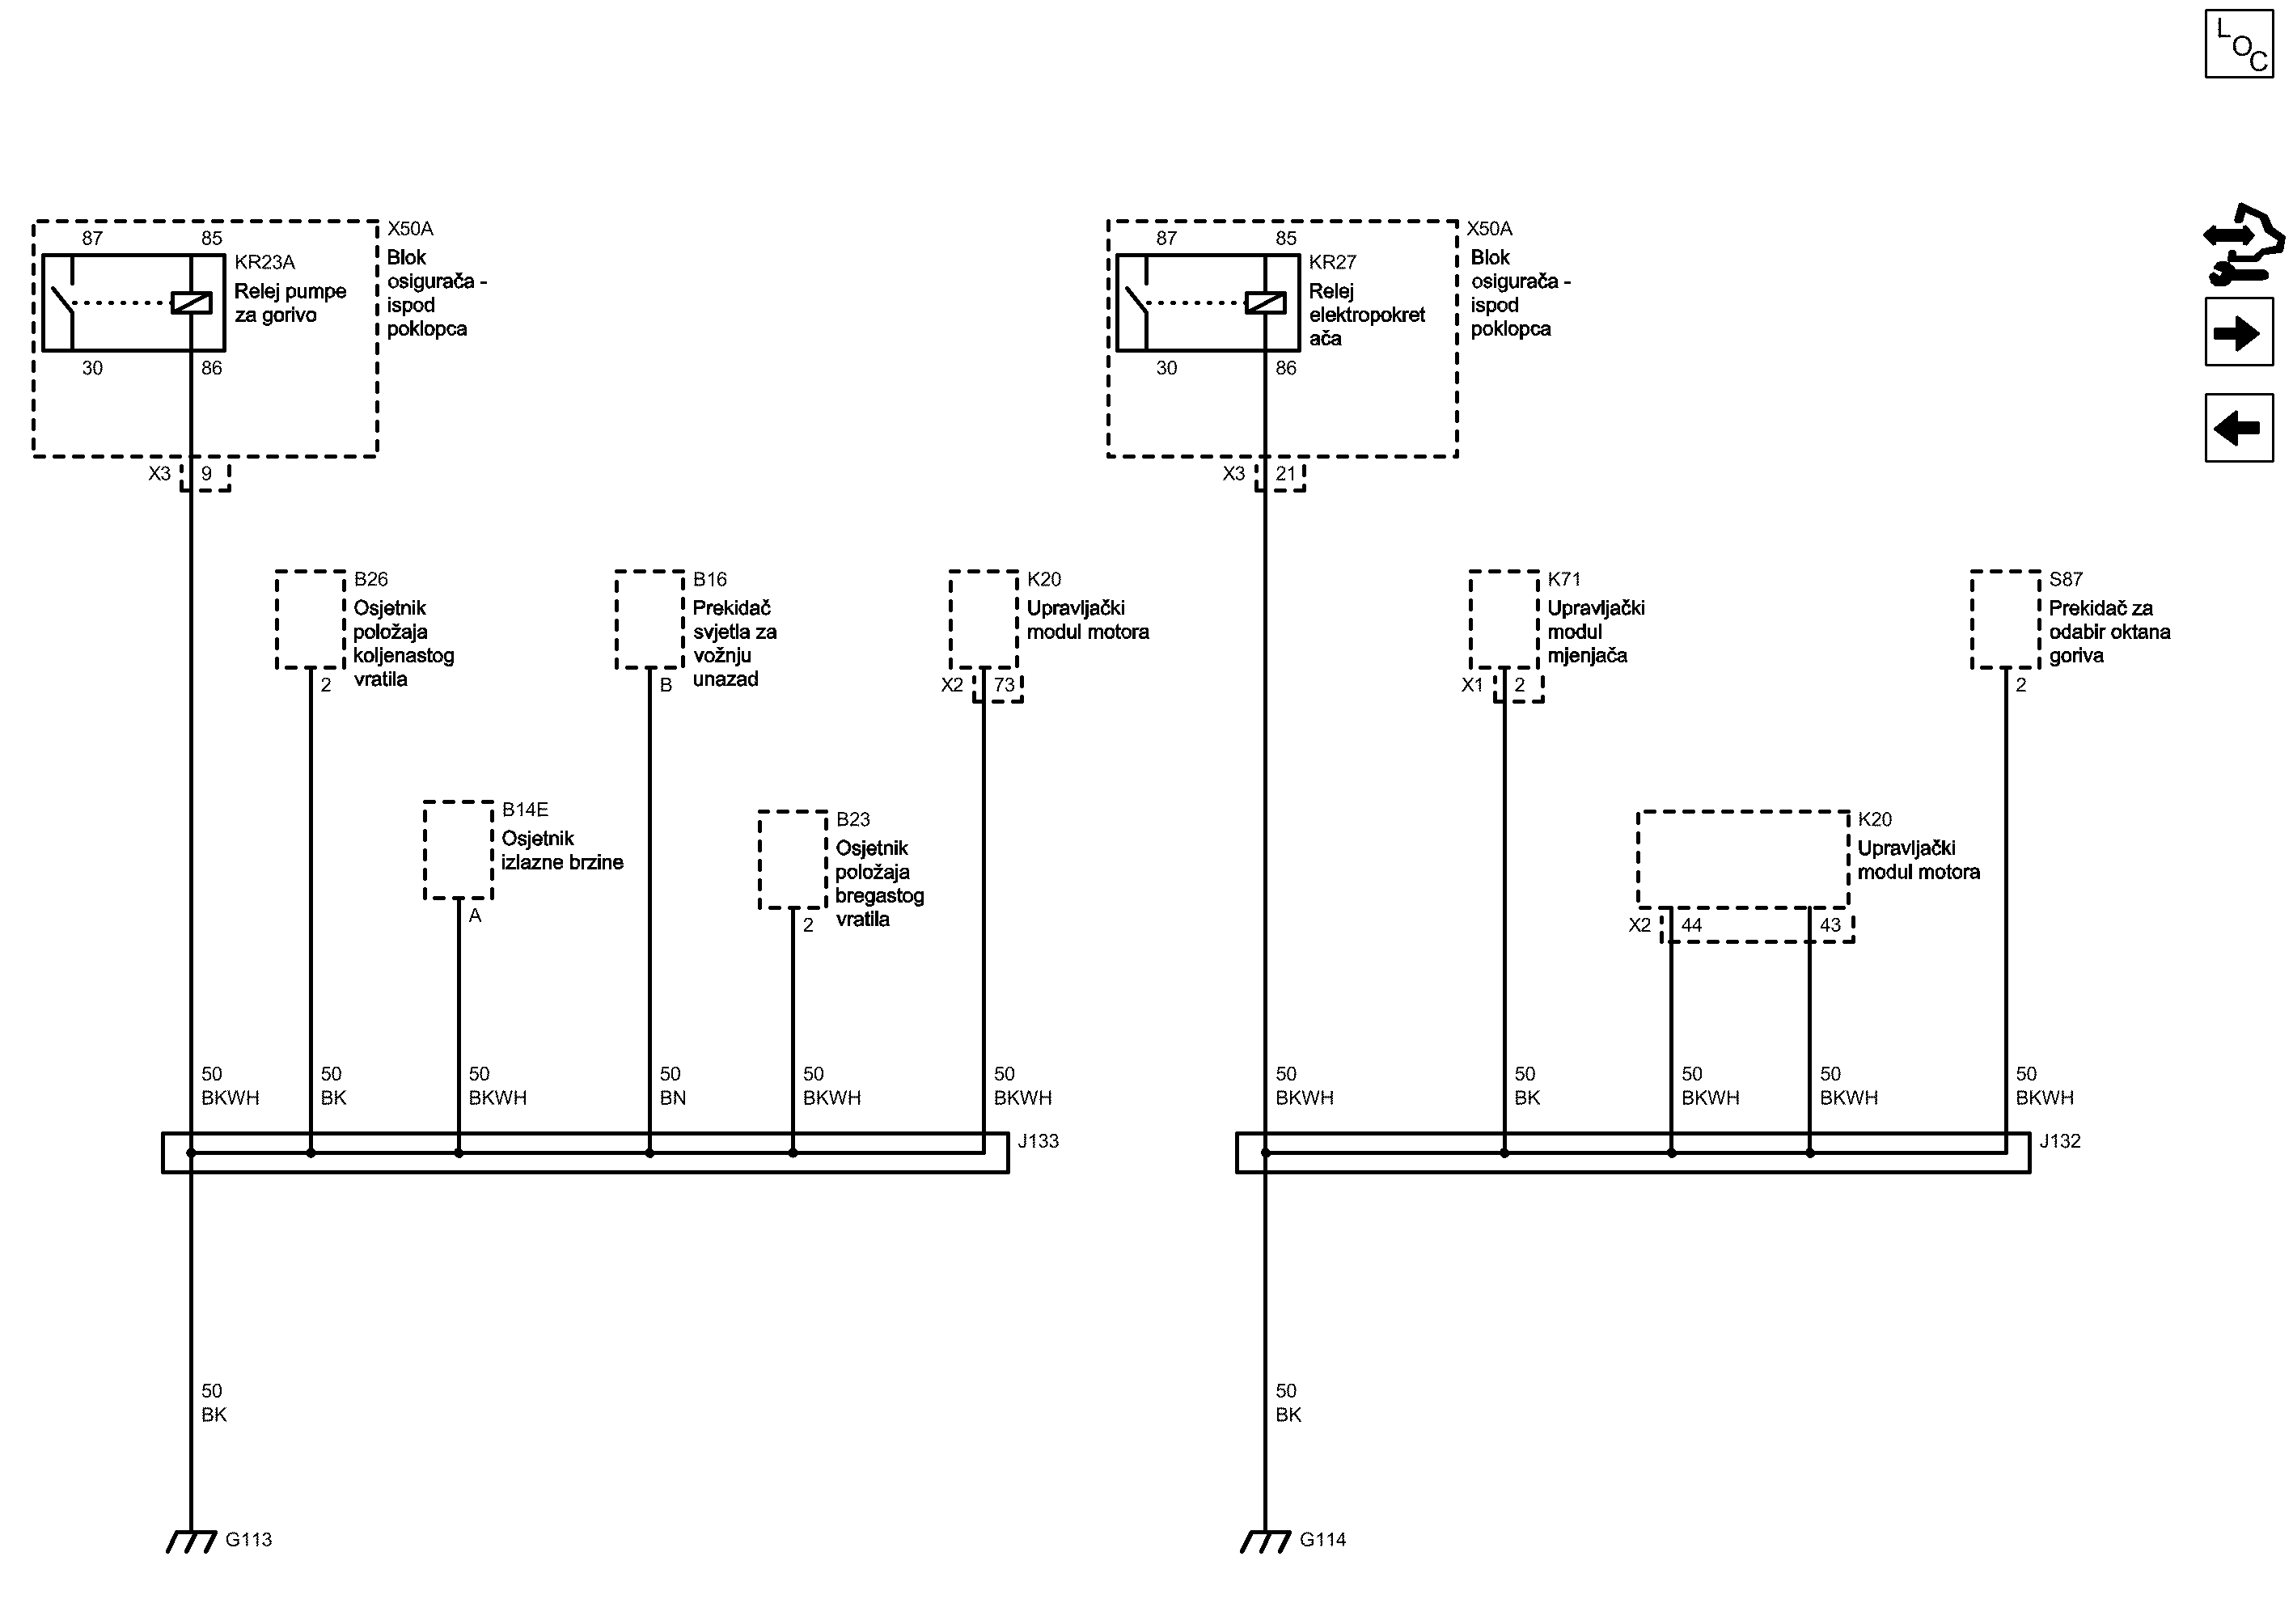 LOC
87 85
KR23A
Relej pumpe
za gorivo
30 86
X50A
Blok
osigurača -
ispod
poklopca
X3 9
87 85
KR27
Relej
elektropokret
ača
30 86
X50A
Blok
osigurača -
ispod
poklopca
X3 21
B26
Osjetnik
položaja
koljenastog
vratila
2
B16
Prekidač
svjetla za
vožnju
unazad
B
K20
Upravljački
modul motora
X2 73
K71
Upravljački
modul
mjenjača
X1 2
S87
Prekidač za
odabir oktana
goriva
2
B14E
Osjetnik
izlazne brzine
A
B23
Osjetnik
položaja
bregastog
vratila
2
K20
Upravljački
modul motora
X2 44 43
50 50 50 50 50 50 50 50 50 50 50
BKWH BK BKWH BN BKWH BKWH BKWH BK BKWH BKWH BKWH
J133
J132
50
BK
50
BK
G113
G114